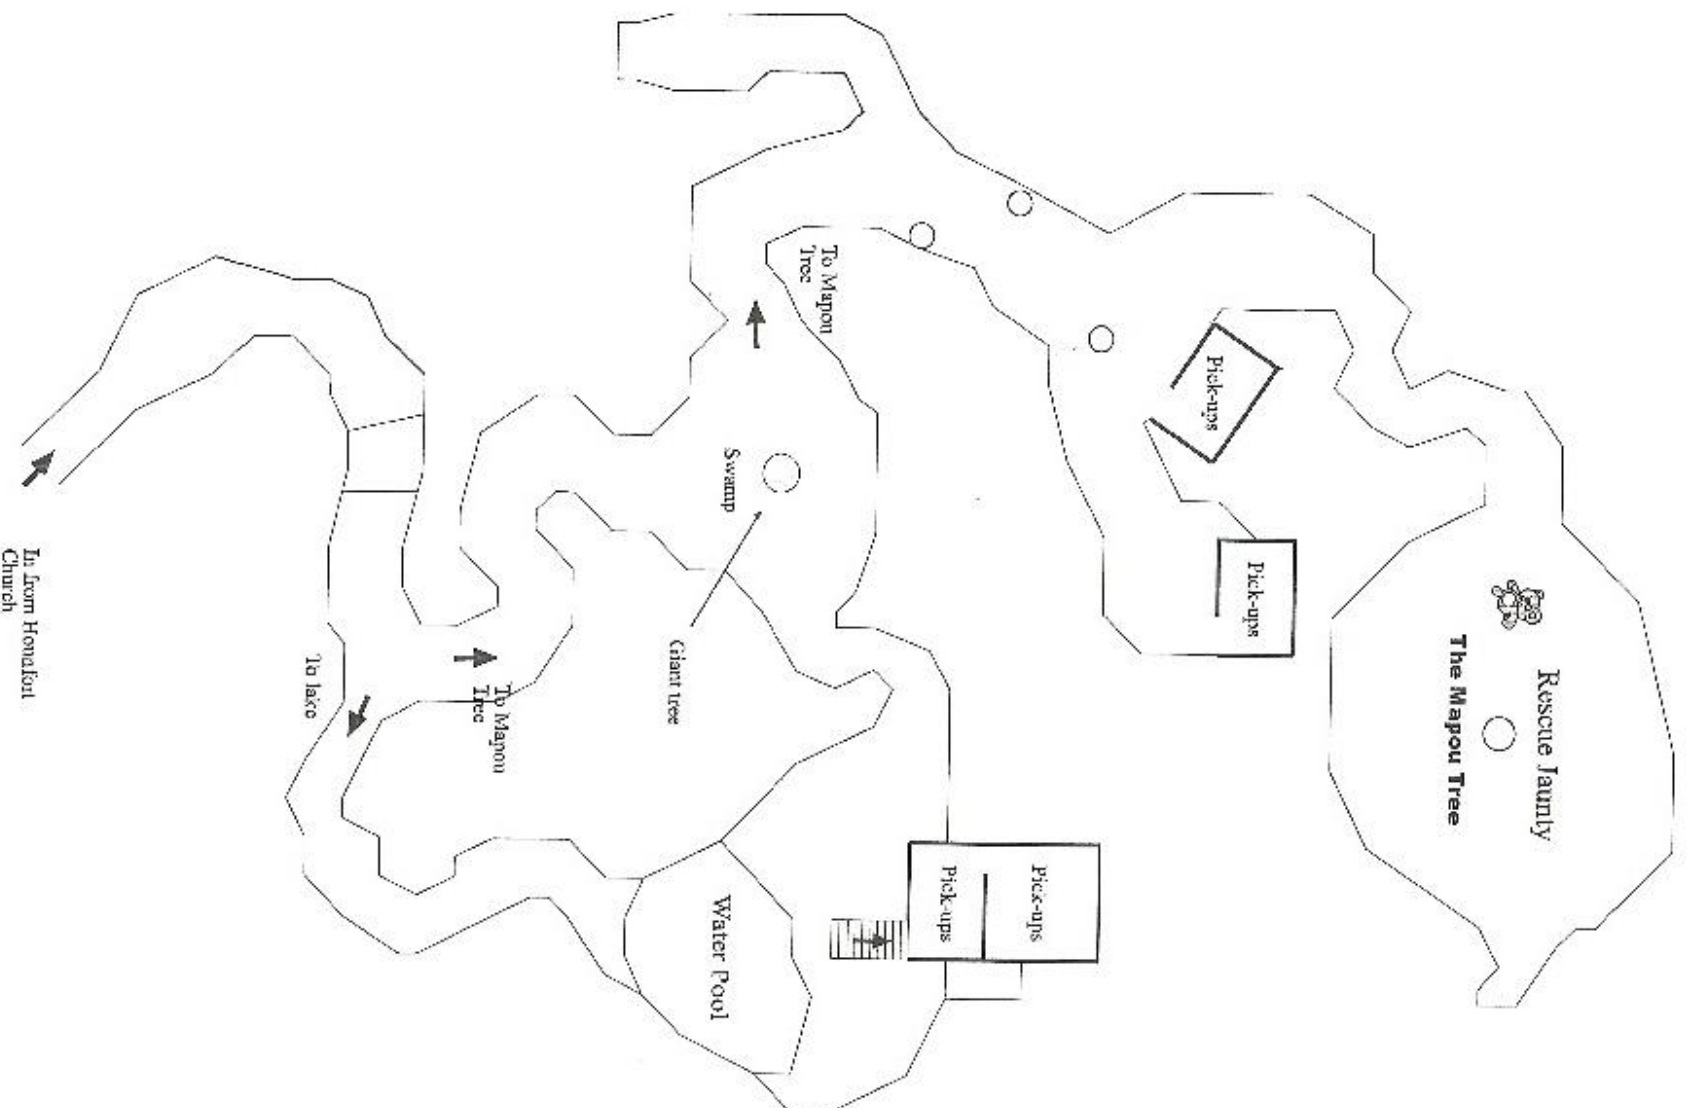 To Mapou
Tree
Pick-ups
Swamp
Pick-ups
In from Honafort
Church
To lake
To Mapou
Tree
Giant tree
Rescue Jaunty
The Mapou Tree
Pick-ups
Pick-ups
Water Pool